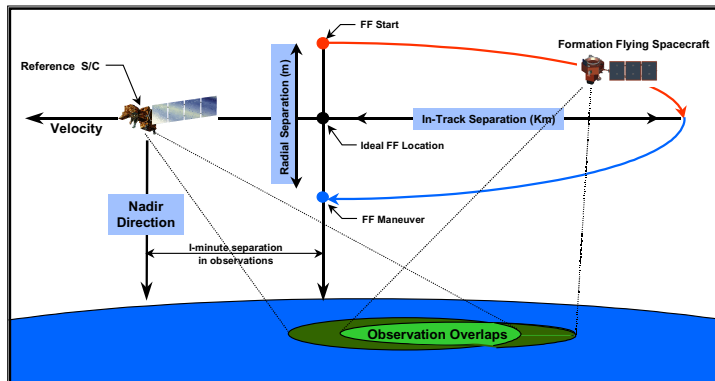 FF Start
Formation Flying Spacecraft
Reference S/C
Radial Separation (m)
In-Track Separation (Km)
Velocity
Ideal FF Location
Nadir
Direction
FF Maneuver
I-minute separation
in observations
Observation Overlaps